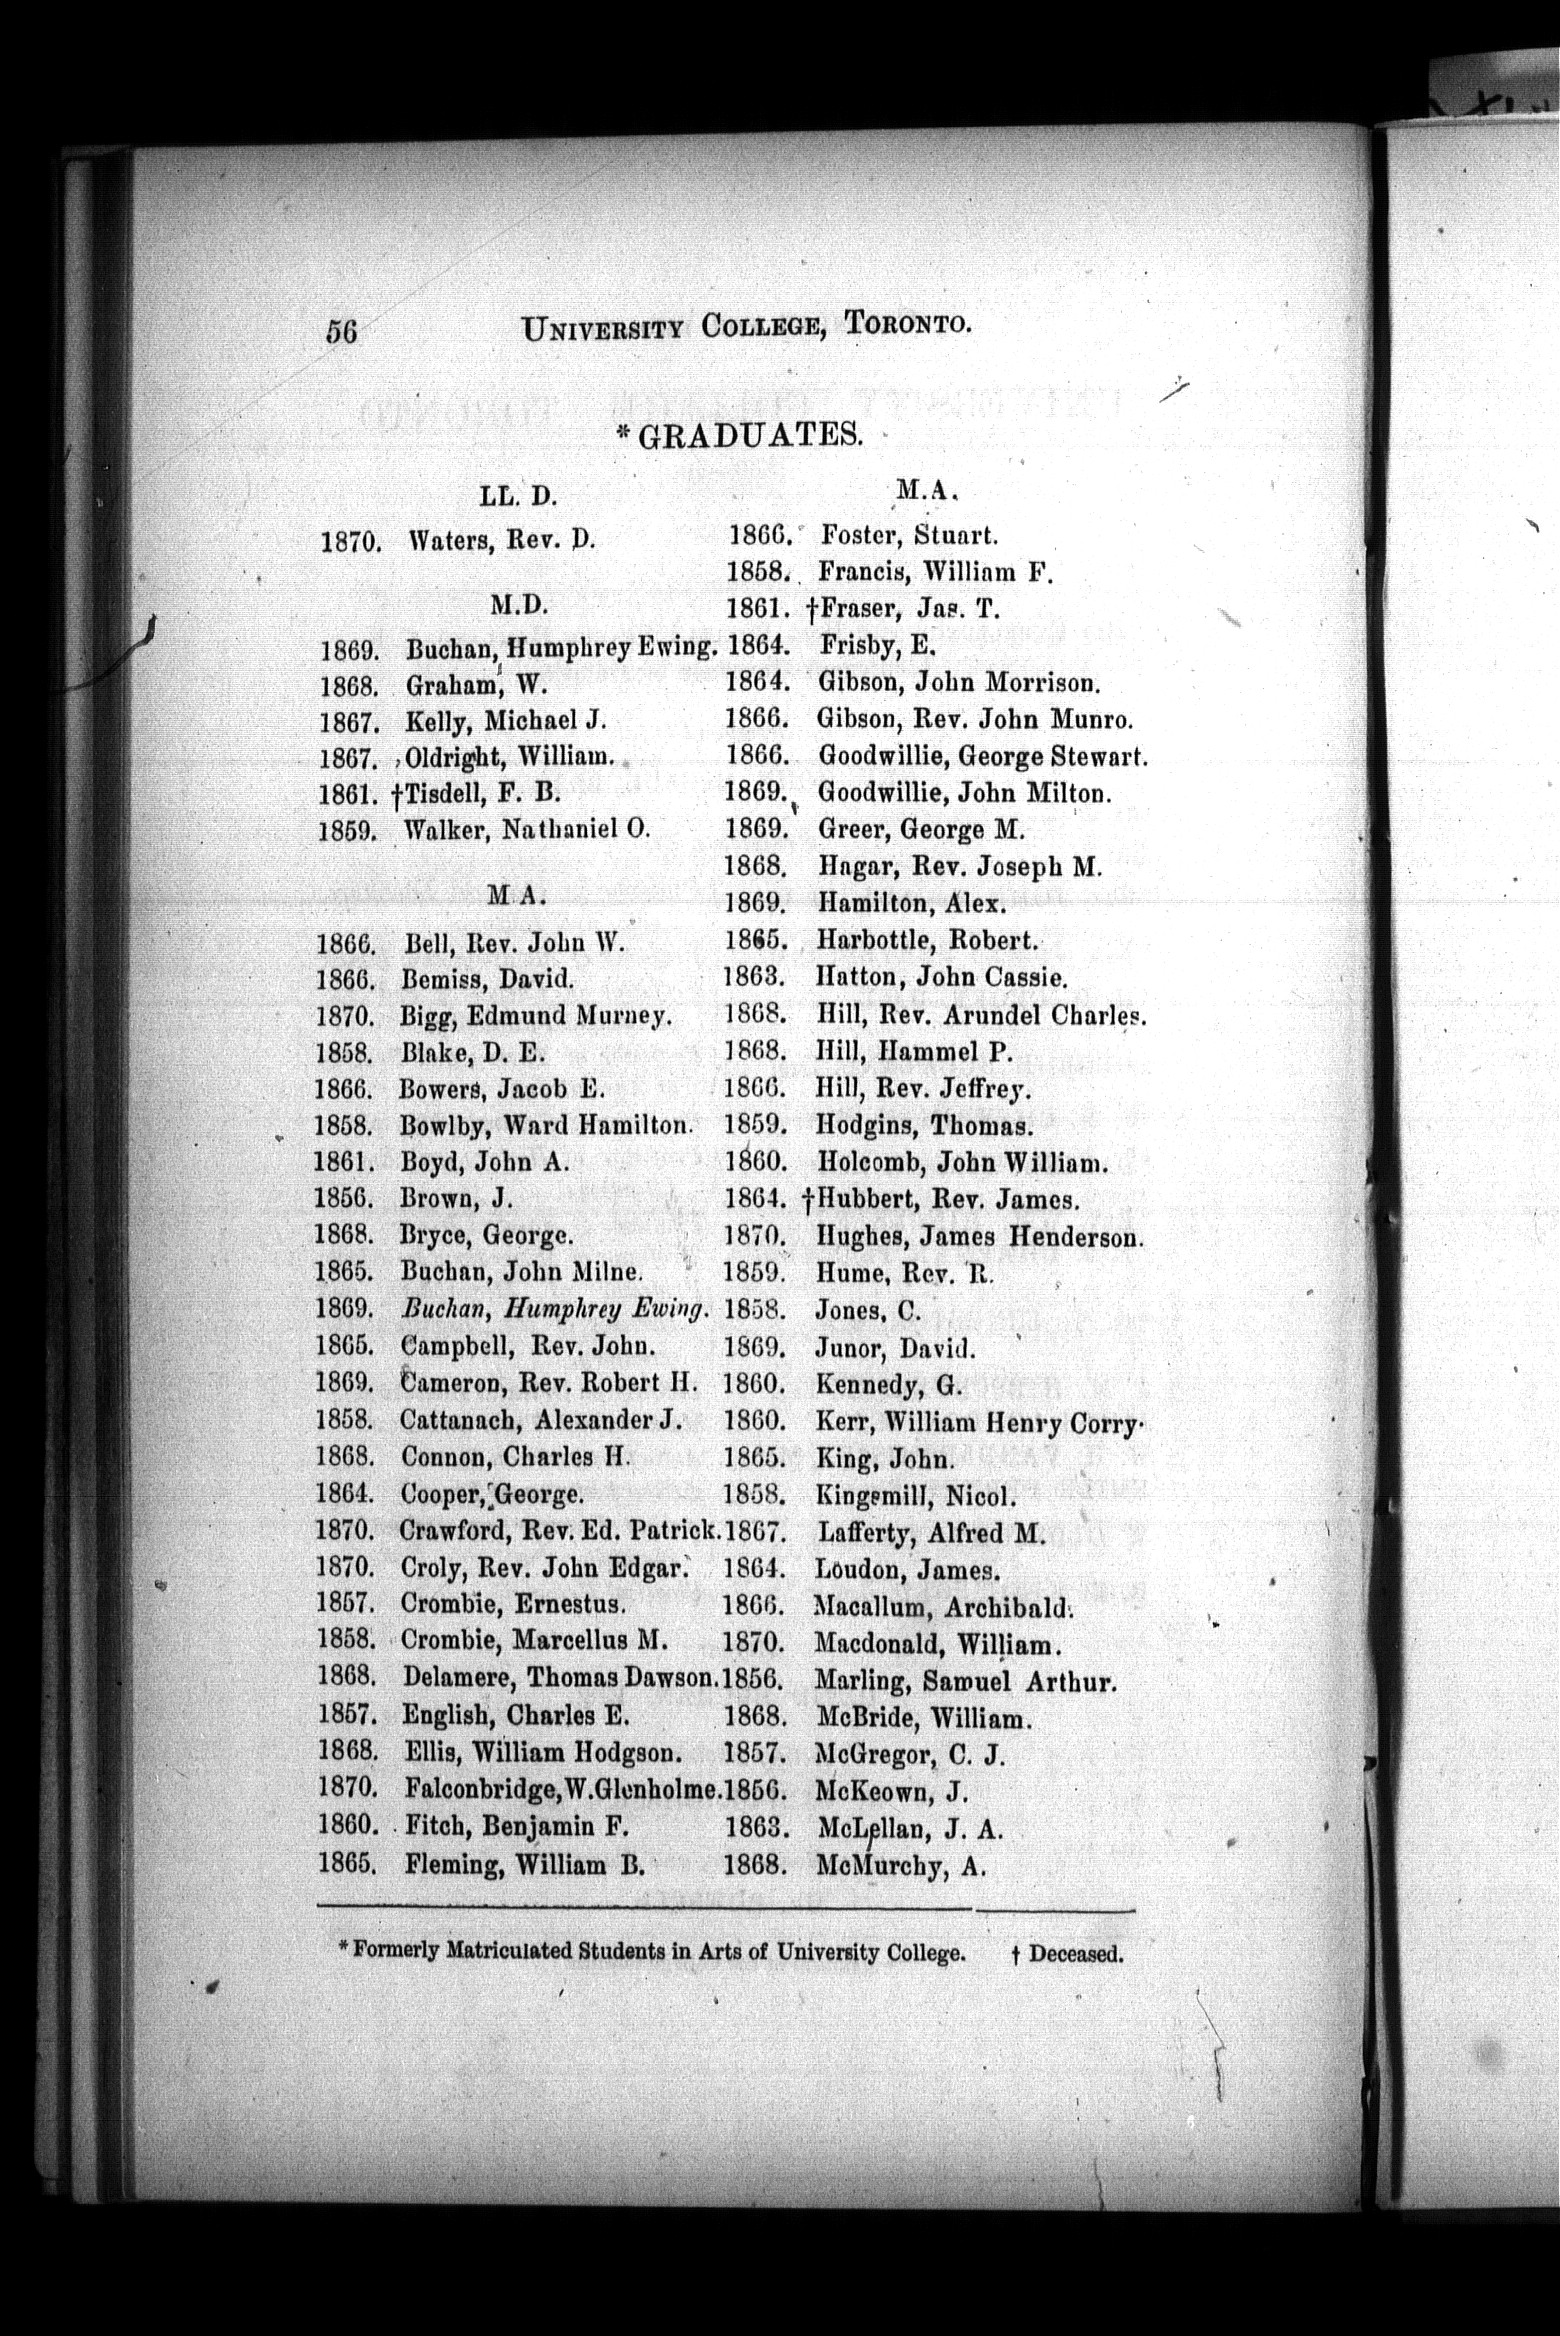 56 UNIVERSITY COLLEGE, TORONTO.
*GRADUATES.
LL. D.
1870. Waters, Rev. D.
M.D.
1869. Buchan, Humphrey Ewing.
1868. Graham, W.
1867. Kelly, Michael J.
1867. Oldright, William.
1861. †Tisdell, F. B.
1859. Walker, Nathaniel O.
M A.
1866. Bell, Rev. John W.
1866. Bemiss, David.
1870. Bigg, Edmund Murney.
1858. Blake, D. E.
1866. Bowers, Jacob E.
1858. Bowlby, Ward Hamilton.
1861. Boyd, John A.
1856. Brown, J.
1868. Bryce, George.
1865. Buchan, John Milne.
1869. Buchan, Humphrey Ewing.
1865. Campbell, Rev. John.
1869. Cameron, Rev. Robert H.
1858. Cattanach, Alexander J.
1868. Connon, Charles H.
1864. Cooper, George.
1870. Crawford, Rev. Ed. Patrick.
1870. Croly, Rev. John Edgar.
1857. Crombie, Ernestus.
1858. Crombie, Marcellus M.
1868. Delamere, Thomas Dawson.
1857. English, Charles E.
1868. Ellis, William Hodgson.
1870. Falconbridge, W. Glenholme.
1860. Fitch, Benjamin F.
1865. Fleming, William B.
M.A.
1866. Foster, Stuart.
1858. Francis, William F.
1861. †Fraser, Jas. T.
1864. Frisby, E.
1864. Gibson, John Morrison.
1866. Gibson, Rev. John Munro.
1866. Goodwillie, George Stewart.
1869. Goodwillie, John Milton.
1869. Greer, George M.
1868. Hagar, Rev. Joseph M.
1869. Hamilton, Alex.
1865. Harbottle, Robert.
1863. Hatton, John Cassie.
1868. Hill, Rev. Arundel Charles.
1868. Hill, Hammel P.
1866. Hill, Rev. Jeffrey.
1859. Hodgins, Thomas.
1860. Holcomb, John William.
1864. †Hubbert, Rev. James.
1870. Hughes, James Henderson.
1859. Hume, Rev. R.
1858. Jones, C.
1869. Junor, David.
1860. Kennedy, G.
1860. Kerr, William Henry Corry.
1865. King, John.
1858. Kingsmill, Nicol.
1867. Lafferty, Alfred M.
1864. Loudon, James.
1866. Macallum, Archibald.
1870. Macdonald, William.
1856. Marling, Samuel Arthur.
1868. McBride, William.
1857. McGregor, C. J.
1856. McKeown, J.
1863. McLellan, J. A.
1868. McMurchy, A.
*Formerly Matriculated Students in Arts of University College. † Deceased.